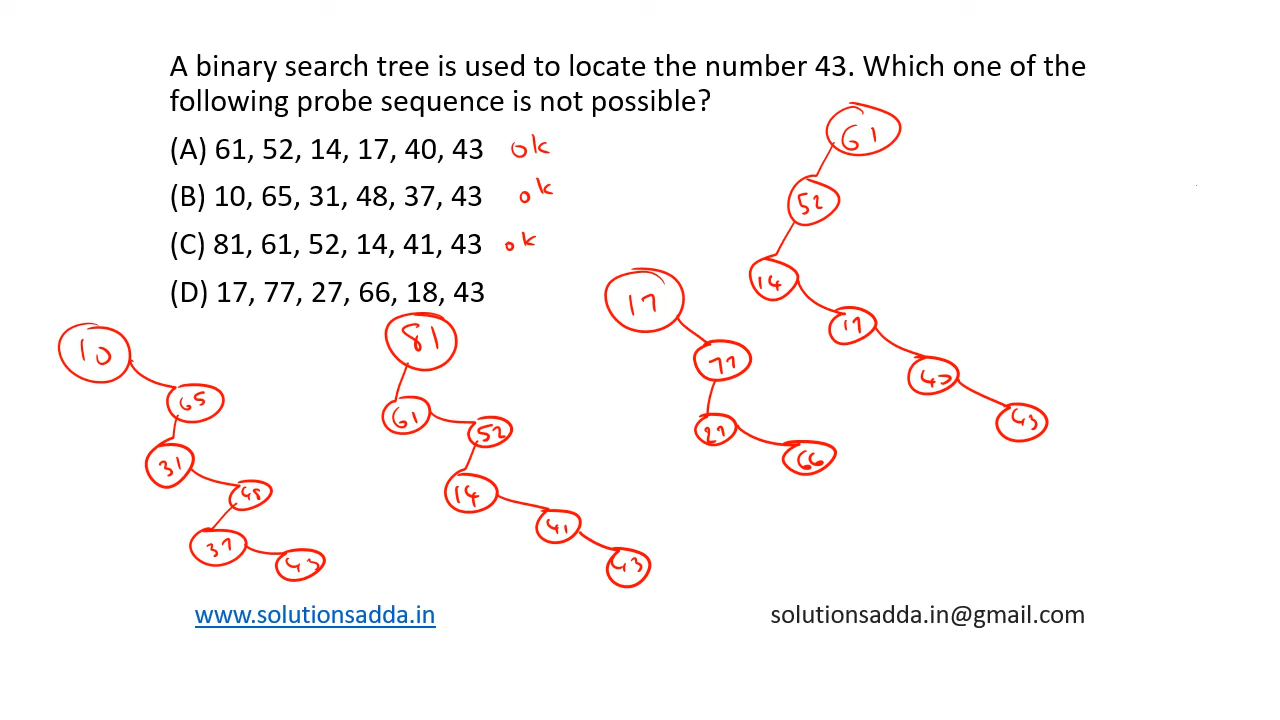 A binary search tree is used to locate the number 43. Which one of the
following probe sequence is not possible?
(A) 61, 52, 14, 17, 40, 43 ok
(B) 10, 65, 31, 48, 37, 43 ok
(C) 81, 61, 52, 14, 41, 43 ok
(D) 17, 77, 27, 66, 18, 43
61
52
14
17
40
43
17
77
27
66
10
65
31
48
37
43
81
61
52
14
41
43
www.solutionsadda.in
solutionsadda.in@gmail.com